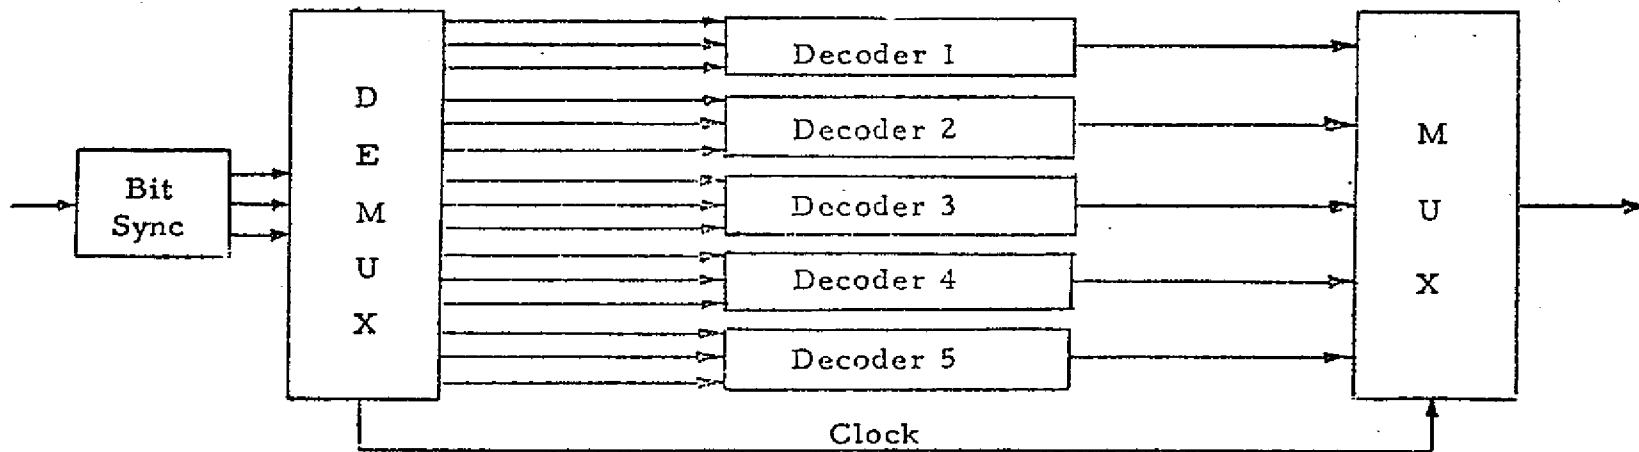 Bit
Sync
D
E
M
U
X
Decoder 1
Decoder 2
Decoder 3
Decoder 4
Decoder 5
M
U
X
Clock